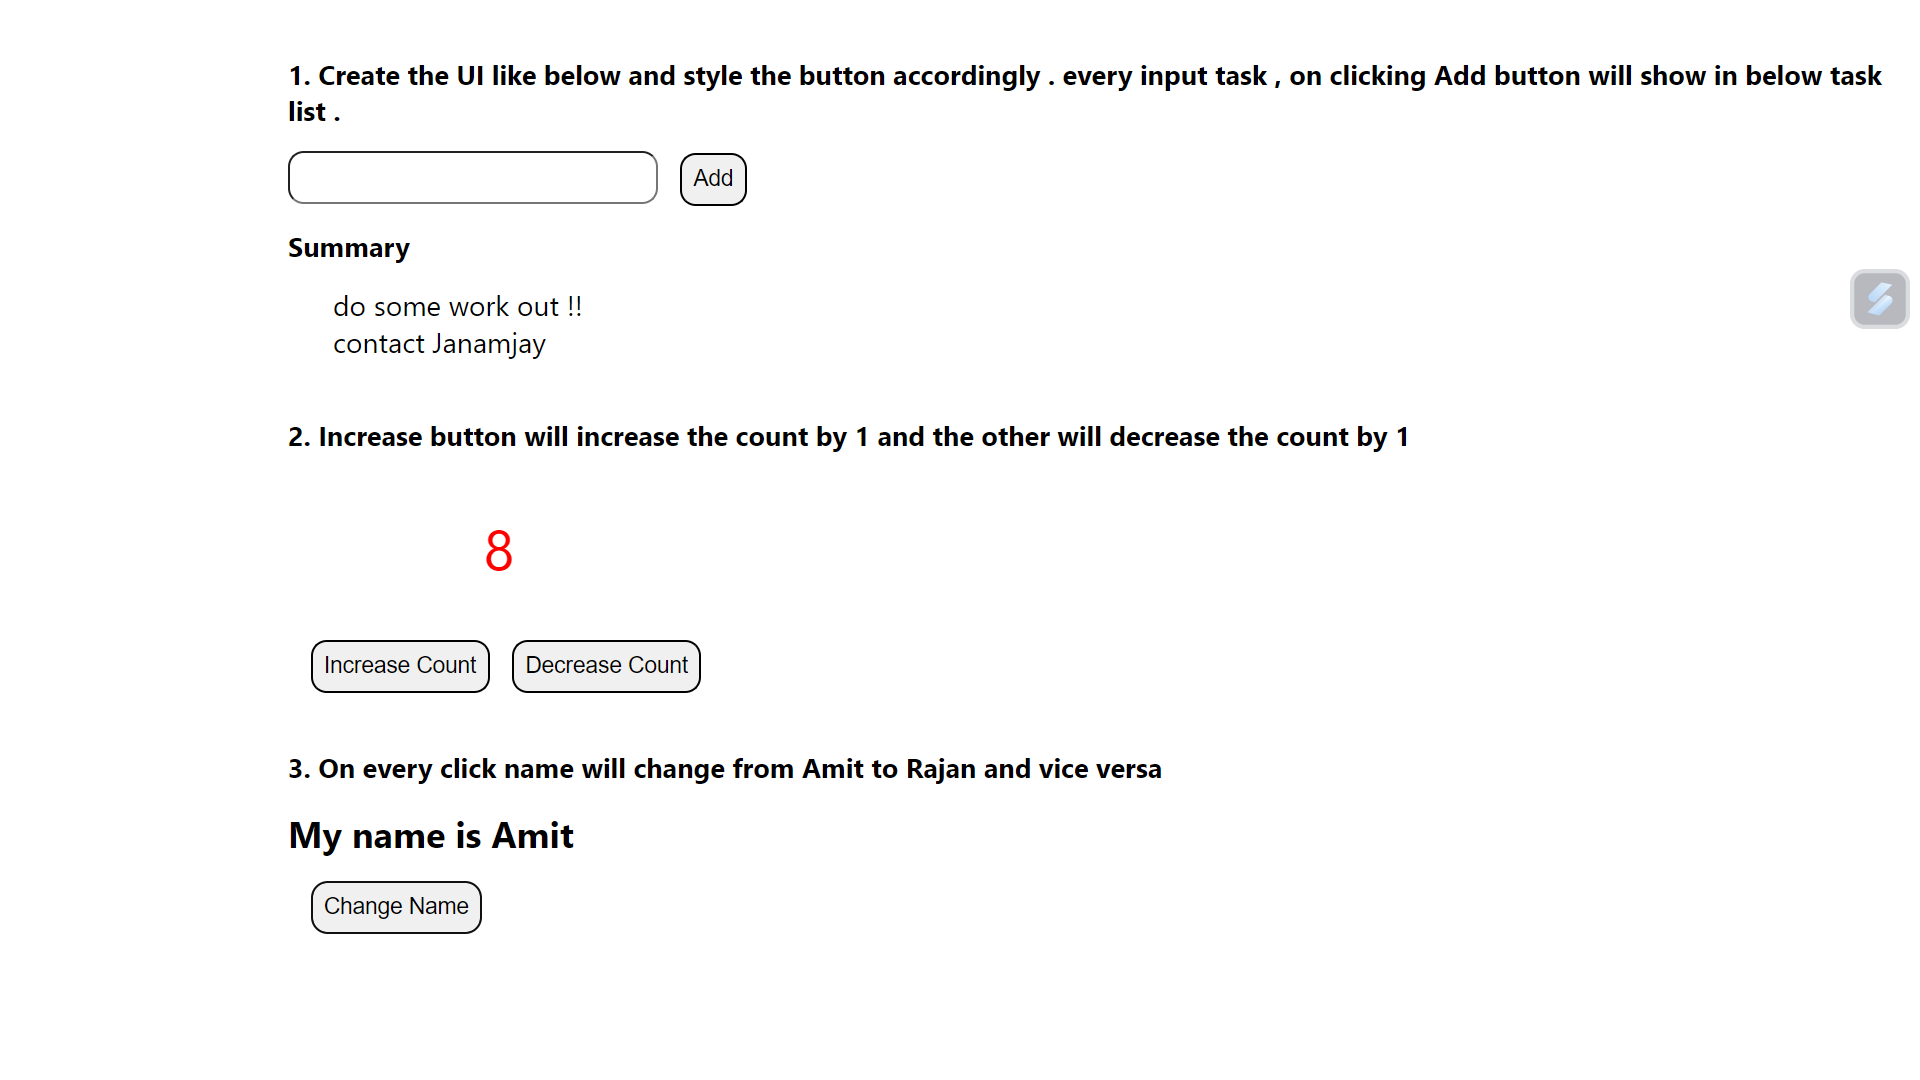 1. Create the UI like below and style the button accordingly . every input task , on clicking Add button will show in below task
list .
Add
Summary
do some work out !!
contact Janamjay
2. Increase button will increase the count by 1 and the other will decrease the count by 1
8
Increase Count Decrease Count
3. On every click name will change from Amit to Rajan and vice versa
My name is Amit
Change Name